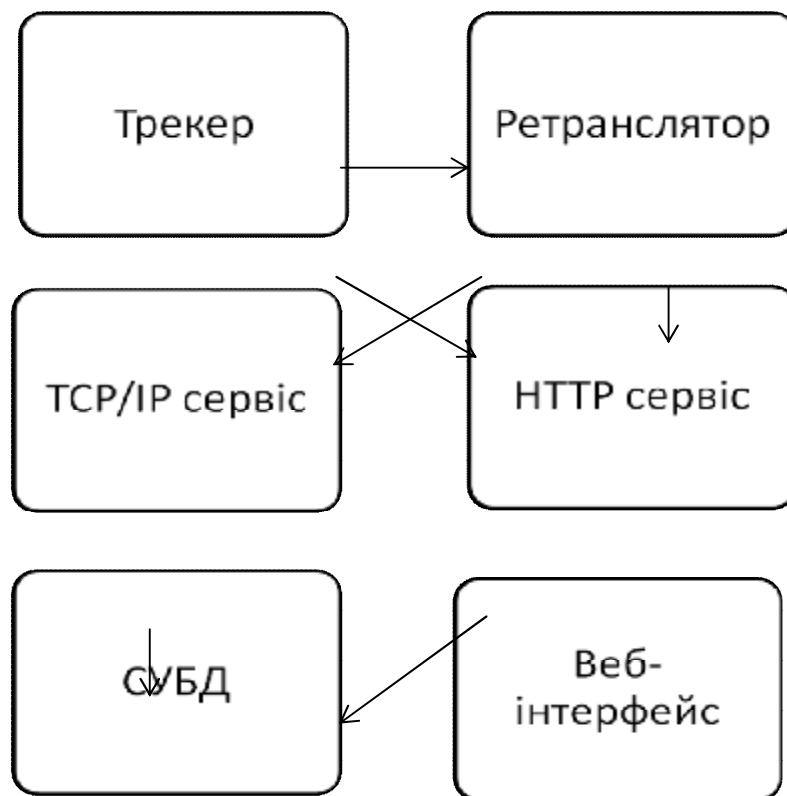 Трекер
Ретранслятор
TCP/IP сервіс
HTTP сервіс
СУБД
Веб-
інтерфейс